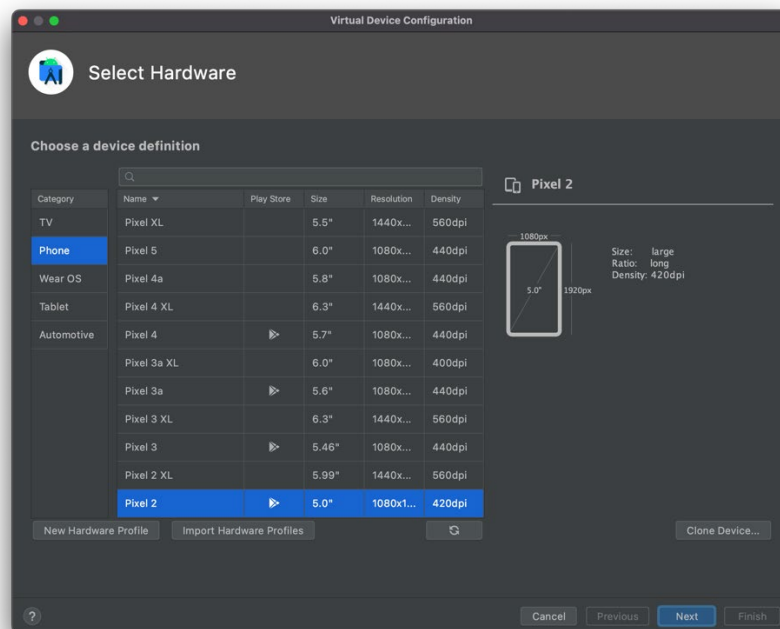 Virtual Device Configuration
Select Hardware
Choose a device definition
Category
TV
Phone
Wear OS
Tablet
Automotive
Name Play Store Size Resolution Density
Pixel XL 5.5" 1440x... 560dpi
Pixel 5 6.0" 1080x... 440dpi
Pixel 4a 5.8" 1080x... 440dpi
Pixel 4 XL 6.3" 1440x... 560dpi
Pixel 4 5.7" 1080x... 440dpi
Pixel 3a XL 6.0" 1080x... 400dpi
Pixel 3a 5.6" 1080x... 440dpi
Pixel 3 XL 6.3" 1440x... 560dpi
Pixel 3 5.46" 1080x... 440dpi
Pixel 2 XL 5.99" 1440x... 560dpi
Pixel 2 5.0" 1080x1... 420dpi
New Hardware Profile Import Hardware Profiles
Pixel 2
1080px
5.0" 1920px
Size: large
Ratio: long
Density: 420dpi
Clone Device...
? Cancel Previous Next Finish